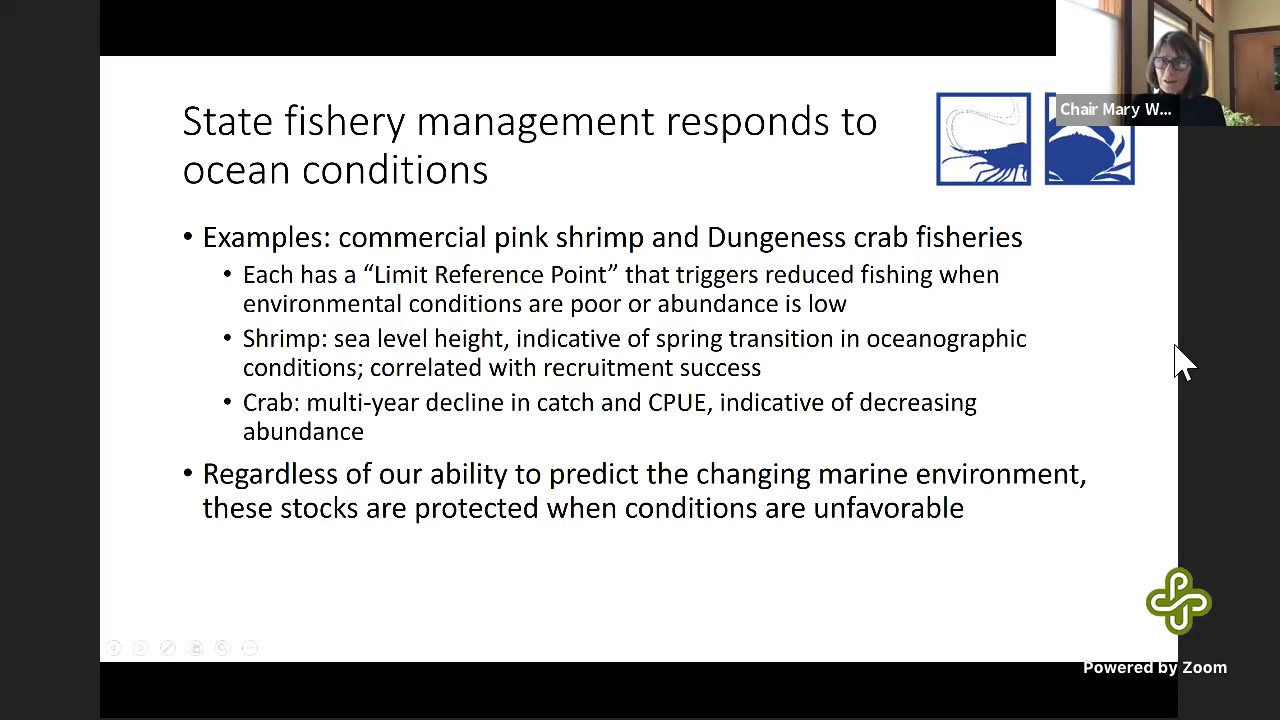 Chair Mary W...
State fishery management responds to
ocean conditions
• Examples: commercial pink shrimp and Dungeness crab fisheries
• Each has a “Limit Reference Point” that triggers reduced fishing when
environmental conditions are poor or abundance is low
• Shrimp: sea level height, indicative of spring transition in oceanographic
conditions; correlated with recruitment success
• Crab: multi-year decline in catch and CPUE, indicative of decreasing
abundance
• Regardless of our ability to predict the changing marine environment,
these stocks are protected when conditions are unfavorable
Powered by Zoom